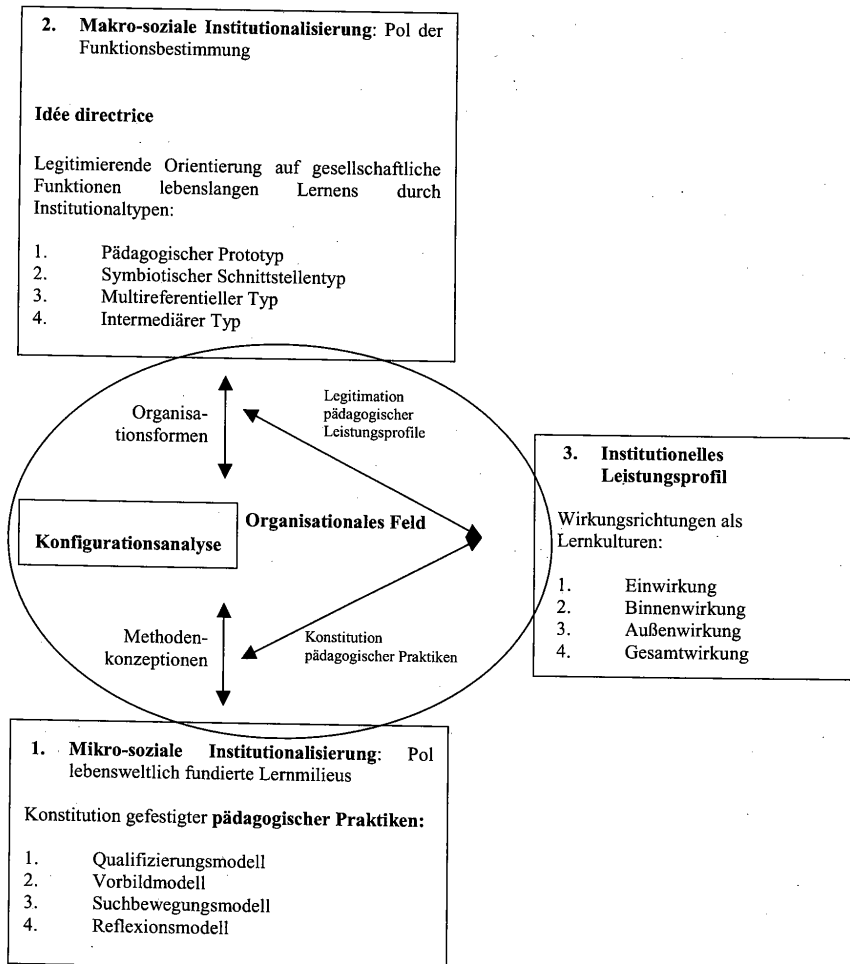 2. Makro-soziale Institutionalisierung: Pol der
Funktionsbestimmung
Idée directrice
Legitimierende Orientierung auf gesellschaftliche
Funktionen lebenslangen Lernens durch
Institutionaltypen:
1. Pädagogischer Prototyp
2. Symbiotischer Schnittstellentyp
3. Multireferentieller Typ
4. Intermediärer Typ
Organisa-
tionsformen
Legitimation
pädagogischer
Leistungsprofile
Konfigurationsanalyse
Organisationales Feld
3. Institutionelles
Leistungsprofil
Wirkungsrichtungen als
Lernkulturen:
1. Einwirkung
2. Binnenwirkung
3. Außenwirkung
4. Gesamtwirkung
Methoden-
konzeptionen
Konstitution
pädagogischer Praktiken
1. Mikro-soziale Institutionalisierung: Pol
lebensweltlich fundierte Lernmilieus
Konstitution gefestigter pädagogischer Praktiken:
1. Qualifizierungsmodell
2. Vorbildmodell
3. Suchbewegungsmodell
4. Reflexionsmodell